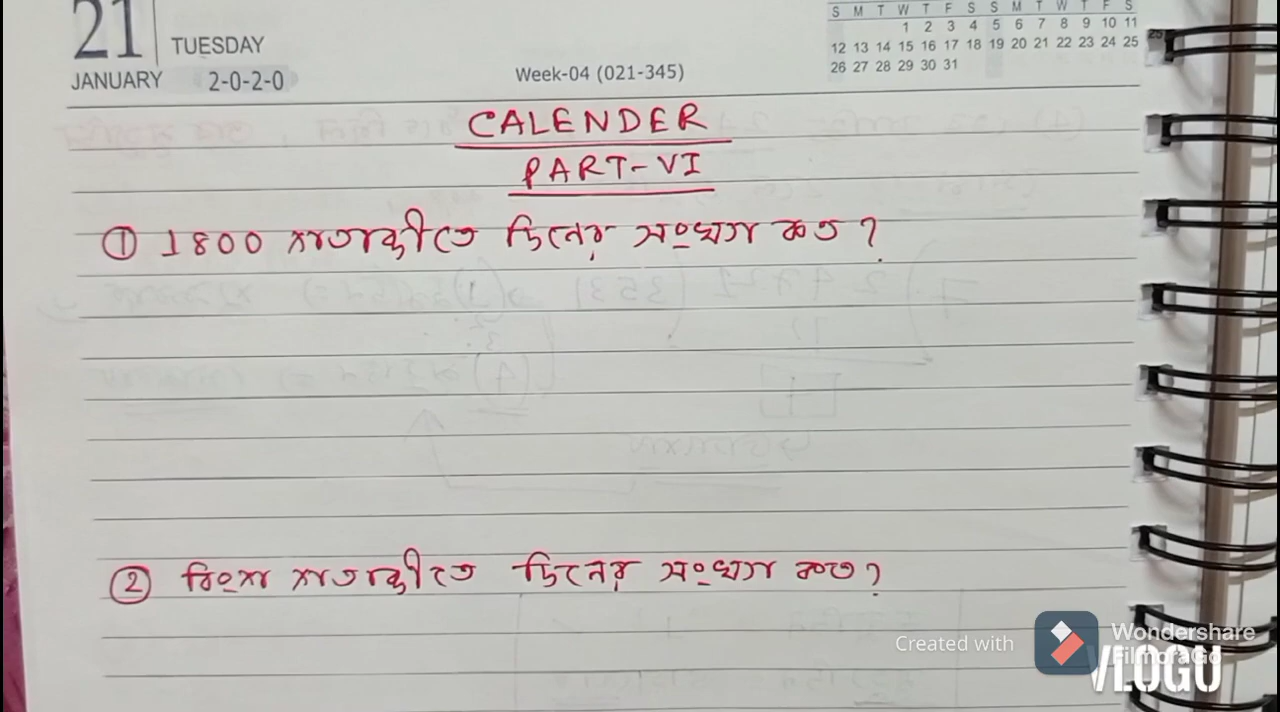 21
TUESDAY
JANUARY 2-0-2-0
Week-04 (021-345)
S M T W T F S S M T W T F S
1 2 3 4 5 6 7 8 9 10 11
12 13 14 15 16 17 18 19 20 21 22 23 24 25
26 27 28 29 30 31
CALENDER
PART-VI
① 1800 শতাব্দীতে দিনের সংখ্যা কত?
② বিংশ শতাব্দীতে দিনের সংখ্যা কত?
Created with
Wondershare
FilmoraGo
VLOGU